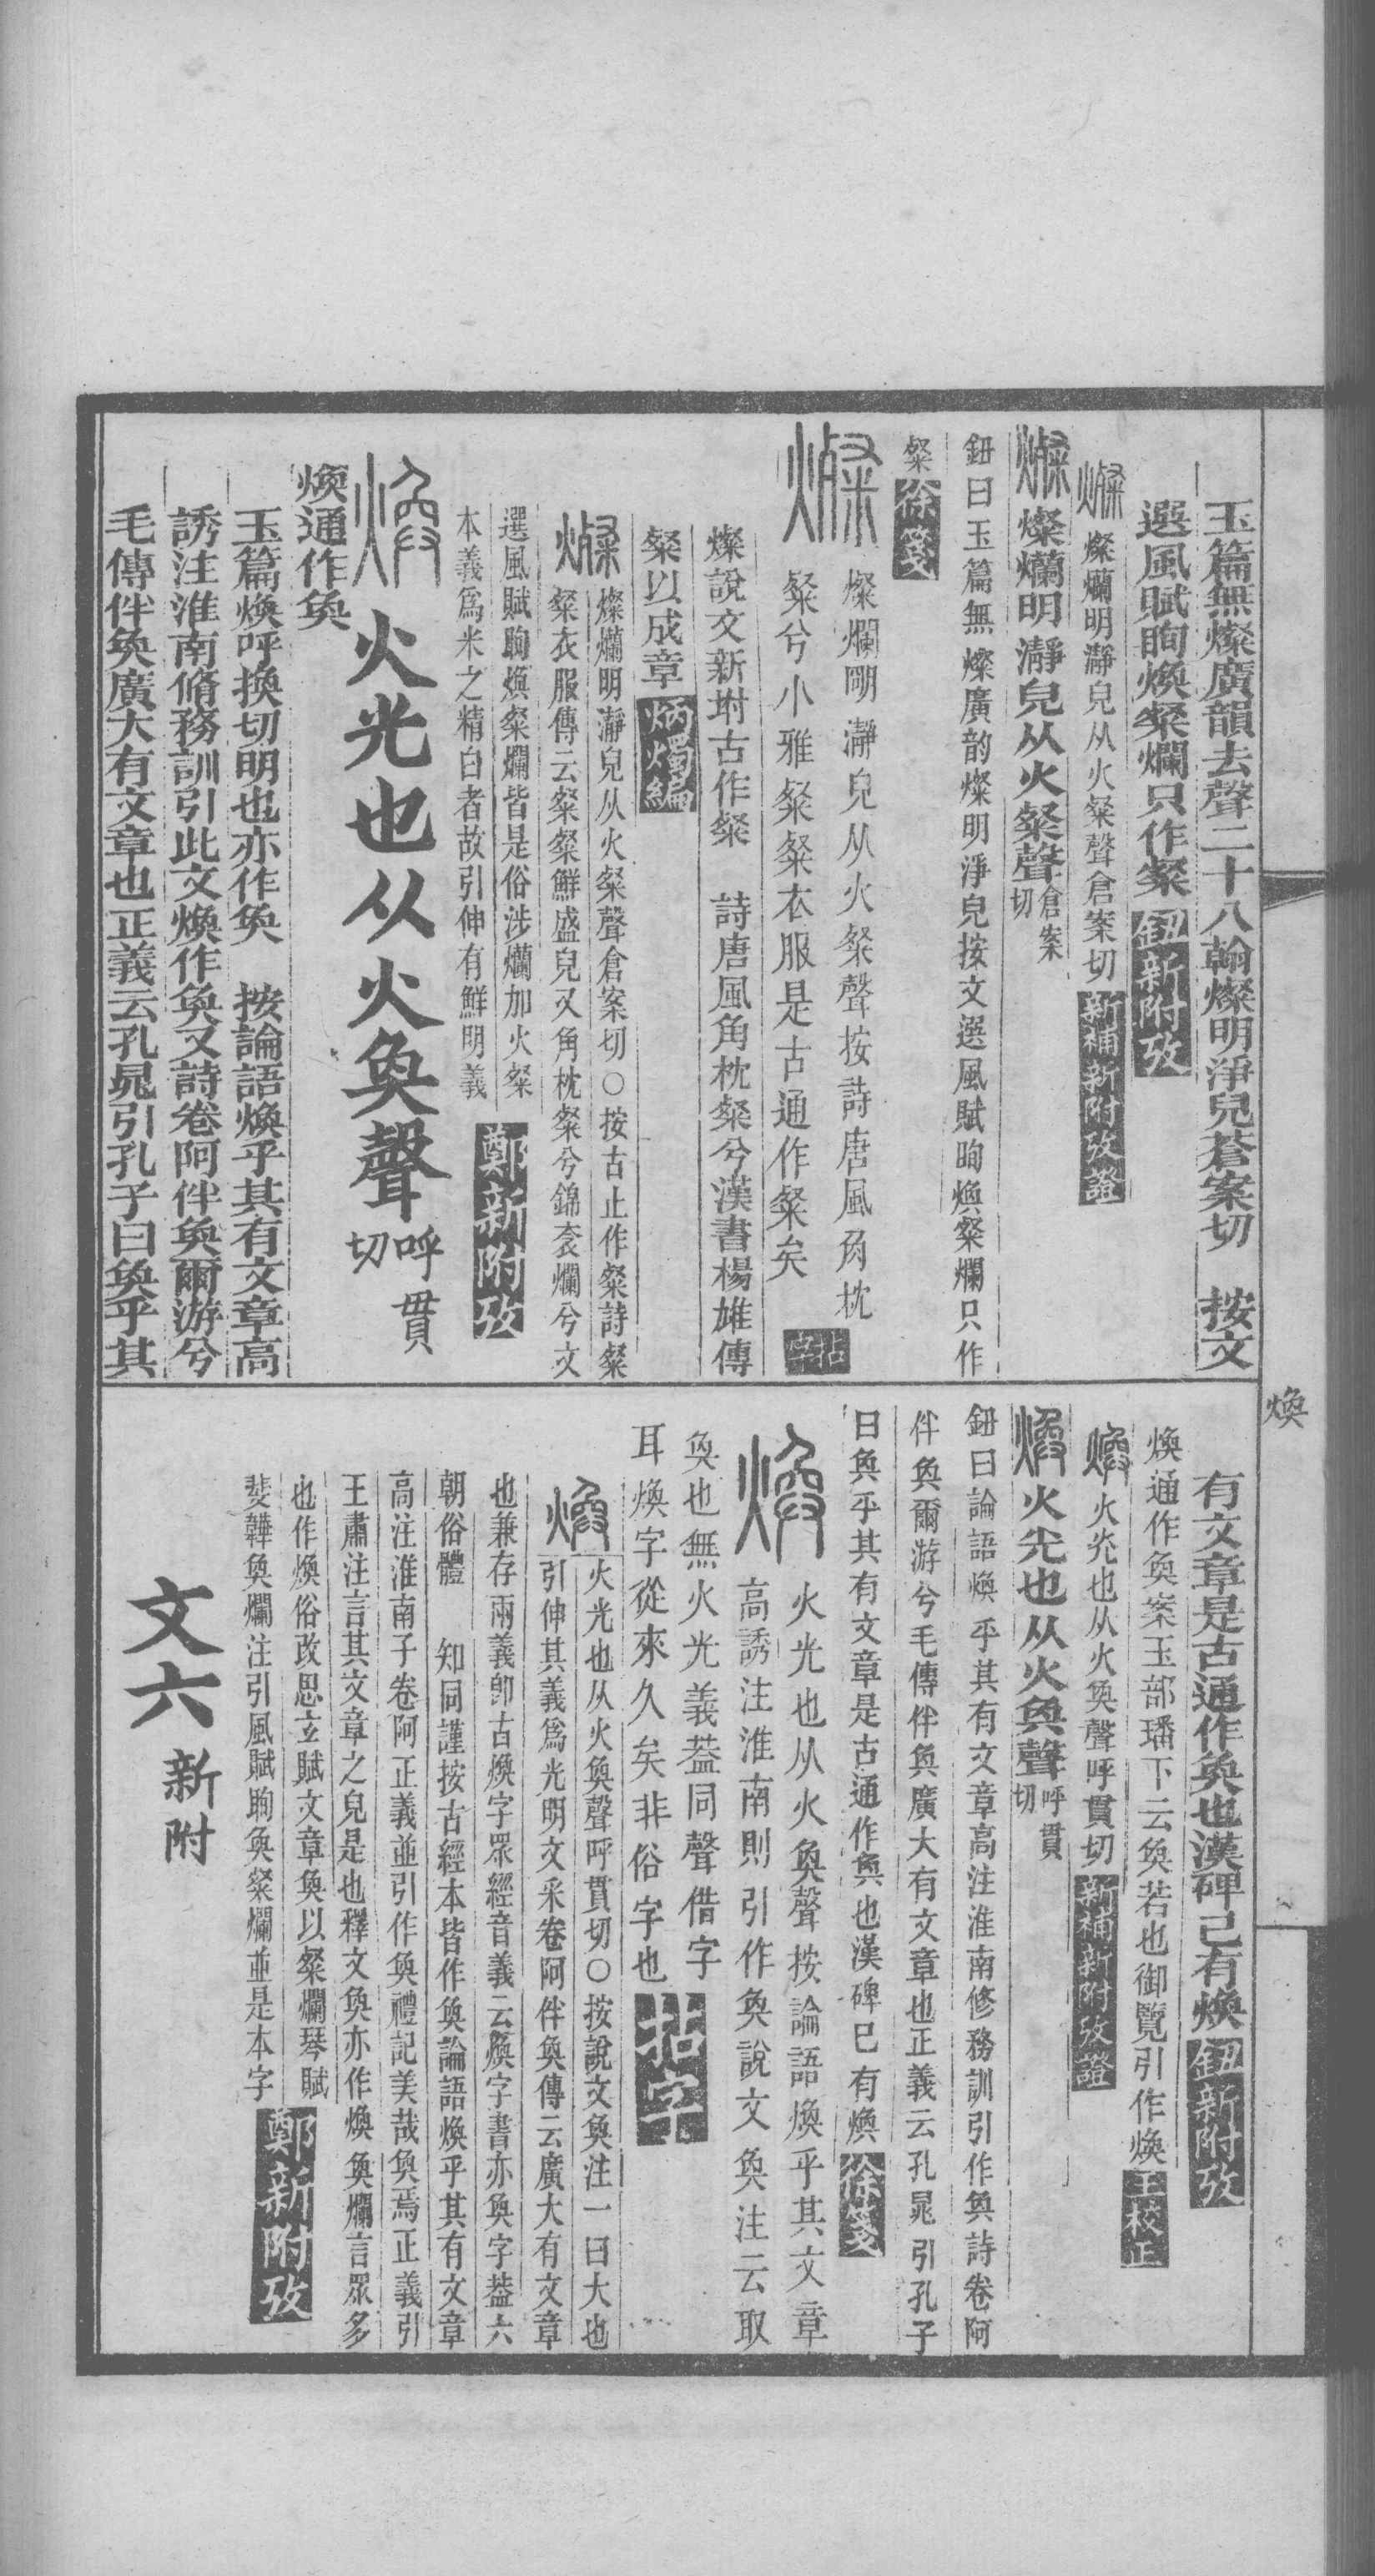 玉篇無燦廣韻去聲二十八翰燦明淨皃蒼案切　按文
選風賦眴煥粲爛只作粲 鈕新附攷
燦 燦爤明瀞皃从火粲聲倉案切 新補新附攷證
燦 燦爤明瀞皃从火粲聲 倉案切
鈕曰玉篇無燦廣韵燦明淨皃按文選風賦眴煥粲爛只作
粲 徐箋
燦 燦爛朙瀞皃从火粲聲按詩唐風角枕
粲兮小雅粲粲衣服是古通作粲矣 拈字
燦說文新坿古作粲　詩唐風角枕粲兮漢書楊雄傳
粲以成章 炳燭編
燦 燦爤明瀞皃从火粲聲倉案切○按古止作粲詩粲
粲衣服傳云粲粲鮮盛皃又角枕粲兮錦衾爛兮文
選風賦眴煥粲爛皆是俗涉爛加火粲
本義爲米之精白者故引伸有鮮明義 鄭新附攷
煥 火光也从火奐聲 呼貫切
煥通作奐
玉篇煥呼換切明也亦作奐　按論語煥乎其有文章高
誘注淮南脩務訓引此文煥作奐又詩卷阿伴奐爾游兮
毛傳伴奐廣大有文章也正義云孔晁引孔子曰奐乎其
煥
有文章是古通作奐也漢碑已有煥 鈕新附攷
煥通作奐案玉部璠下云奐若也御覽引作煥 王校正
煥 火光也从火奐聲呼貫切 新補新附攷證
煥 火光也从火奐聲 呼貫切
鈕曰論語煥乎其有文章高注淮南修務訓引作奐詩卷阿
伴奐爾游兮毛傳伴奐廣大有文章也正義云孔晁引孔子
曰奐乎其有文章是古通作奐也漢碑已有煥 徐箋
煥 火光也从火奐聲按論語煥乎其文章
高誘注淮南則引作奐說文奐注云取
奐也無火光義葢同聲借字
耳煥字從來久矣非俗字也 拈字
煥 火光也从火奐聲呼貫切○按說文奐注一曰大也
引伸其義爲光明文采卷阿伴奐傳云廣大有文章
也兼存兩義卽古煥字眾經音義云煥字書亦奐字葢六
朝俗體　知同謹按古經本皆作奐論語煥乎其有文章
高注淮南子卷阿正義並引作奐禮記美哉奐焉正義引
王肅注言其文章之皃是也釋文奐亦作煥奐爛言眾多
也作煥俗改思玄賦文章奐以粲爛琴賦
斐韡奐爛注引風賦眴奐粲爛並是本字 鄭新附攷
文六 新附